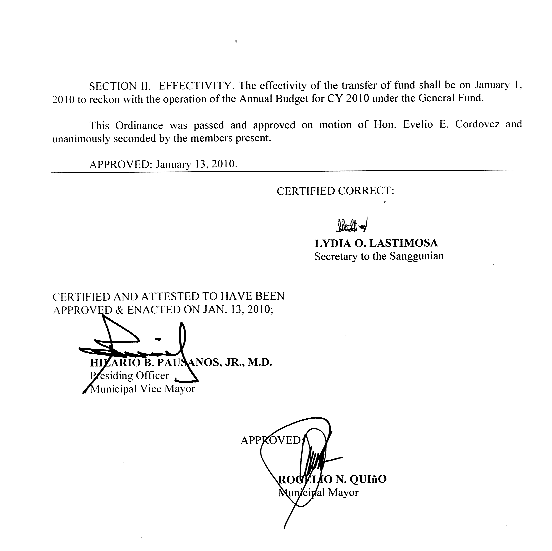 SECTION II. EFFECTIVITY. The effectivity of the transfer of fund shall be on January 1,
2010 to reckon with the operation of the Annual Budget for CY 2010 under the General Fund.
This Ordinance was passed and approved on motion of Hon. Evelio E. Cordovez and
unanimously seconded by the members present.
APPROVED: January 13, 2010.
CERTIFIED CORRECT:
LYDIA O. LASTIMOSA
Secretary to the Sanggunian
CERTIFIED AND ATTESTED TO HAVE BEEN
APPROVED & ENACTED ON JAN. 13, 2010;
HILARIO B. PAUSANOS, JR., M.D.
Presiding Officer
Municipal Vice Mayor
APPROVED:
ROGELIO N. QUIñO
Municipal Mayor